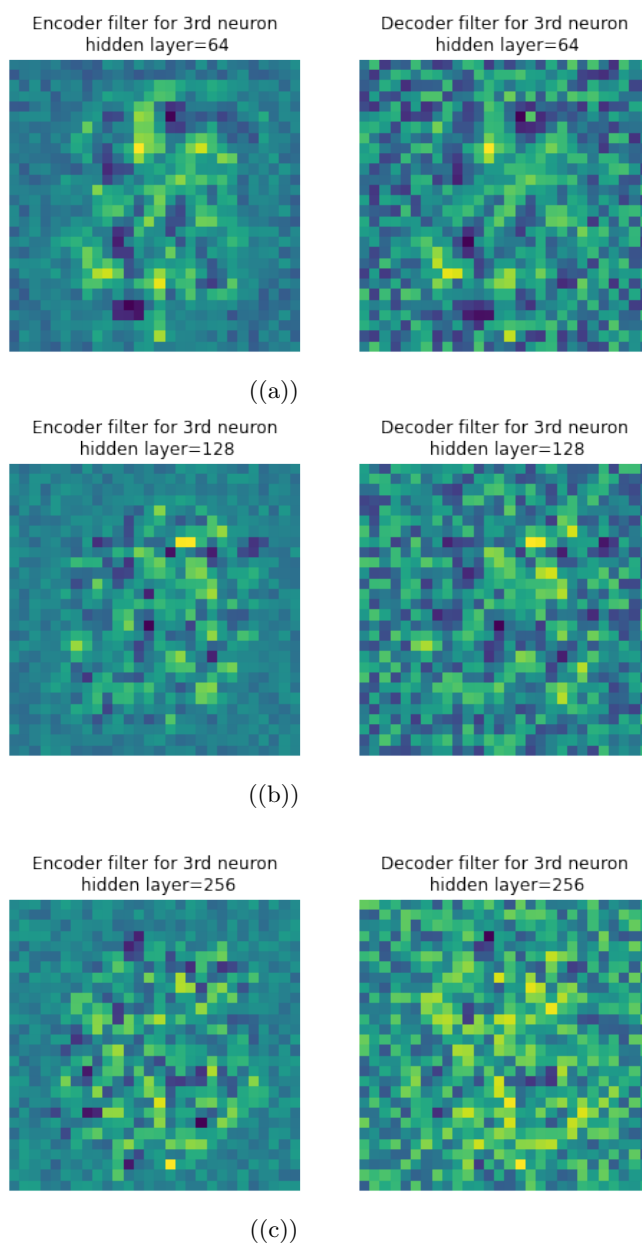 Encoder filter for 3rd neuron
hidden layer=64
Decoder filter for 3rd neuron
hidden layer=64
((a))
Encoder filter for 3rd neuron
hidden layer=128
Decoder filter for 3rd neuron
hidden layer=128
((b))
Encoder filter for 3rd neuron
hidden layer=256
Decoder filter for 3rd neuron
hidden layer=256
((c))